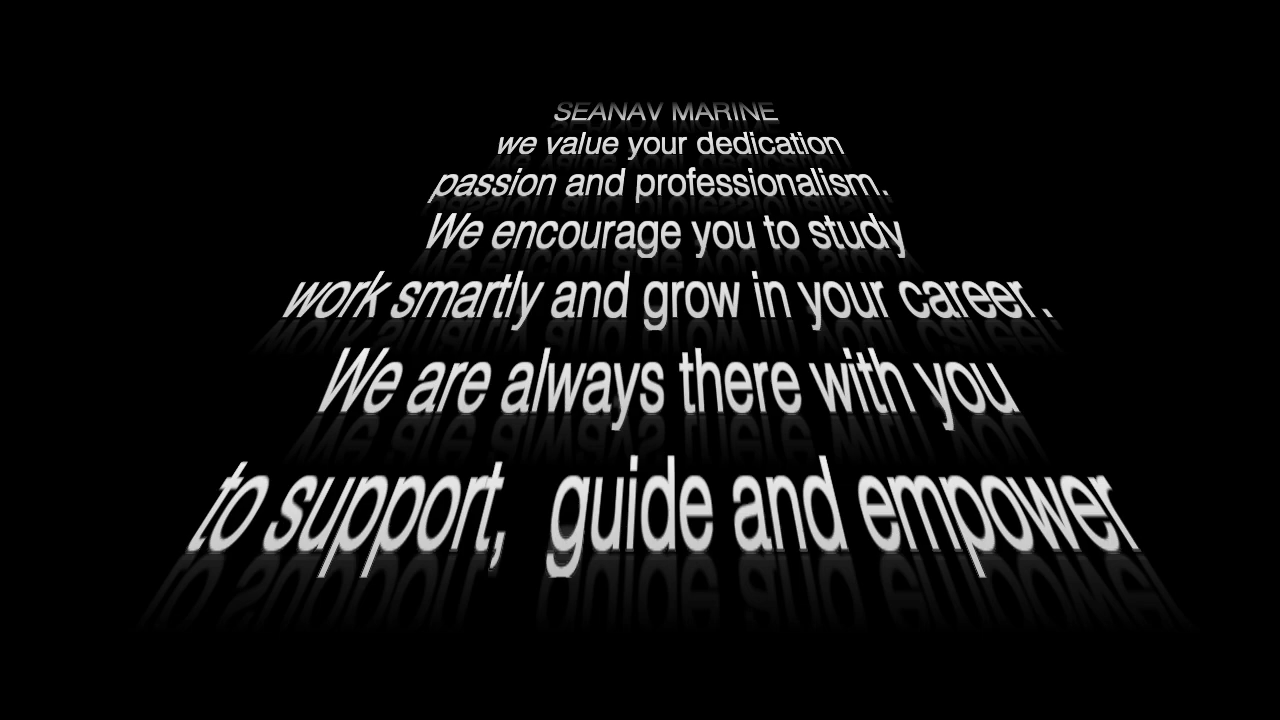 SEANAV MARINE
we value your dedication
passion and professionalism.
We encourage you to study
work smartly and grow in your career.
We are always there with you
to support, guide and empower